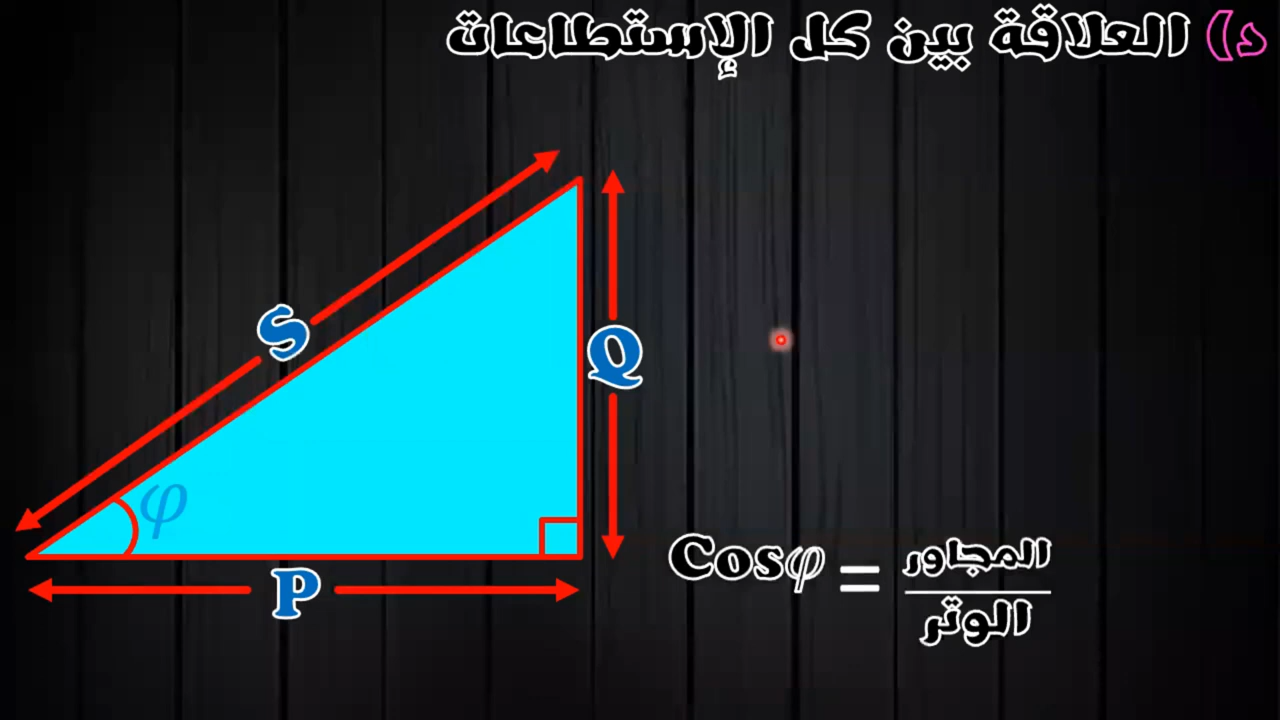 د) العلاقة بين كل الإستطاعات
S
Q
φ
P
Cosφ = المجاور
الوتر